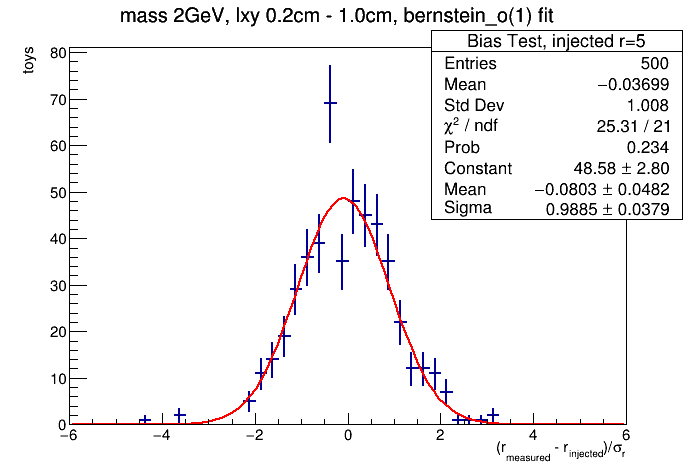 mass 2GeV, lxy 0.2cm - 1.0cm, bernstein_o(1) fit
Bias Test, injected r=5
Entries 500
Mean −0.03699
Std Dev 1.008
χ² / ndf 25.31 / 21
Prob 0.234
Constant 48.58 ± 2.80
Mean −0.0803 ± 0.0482
Sigma 0.9885 ± 0.0379
toys
80
70
60
50
40
30
20
10
0
−6 −4 −2 0 2 4 6
(r_measured - r_injected)/σ_r